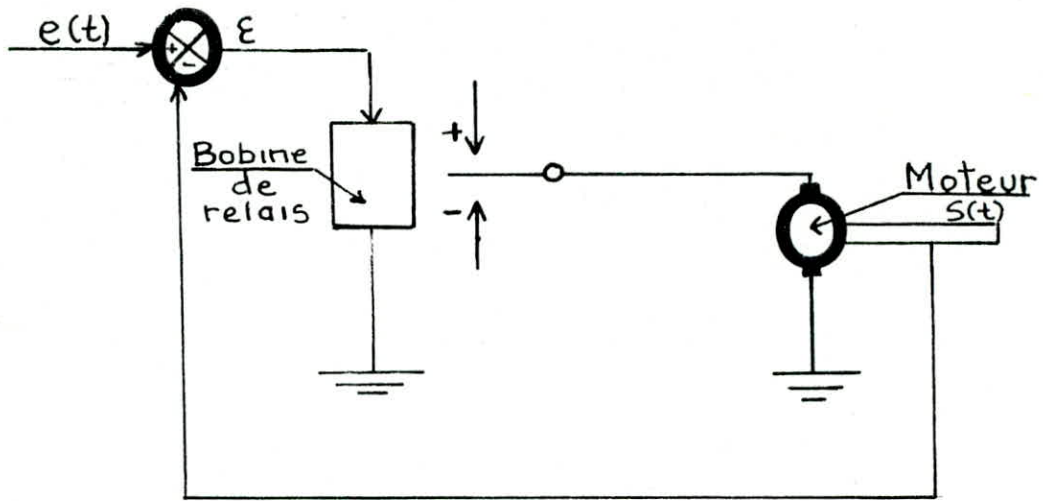 e(t)
+
-
ε
Bobine
de
relais
+
-
Moteur
S(t)